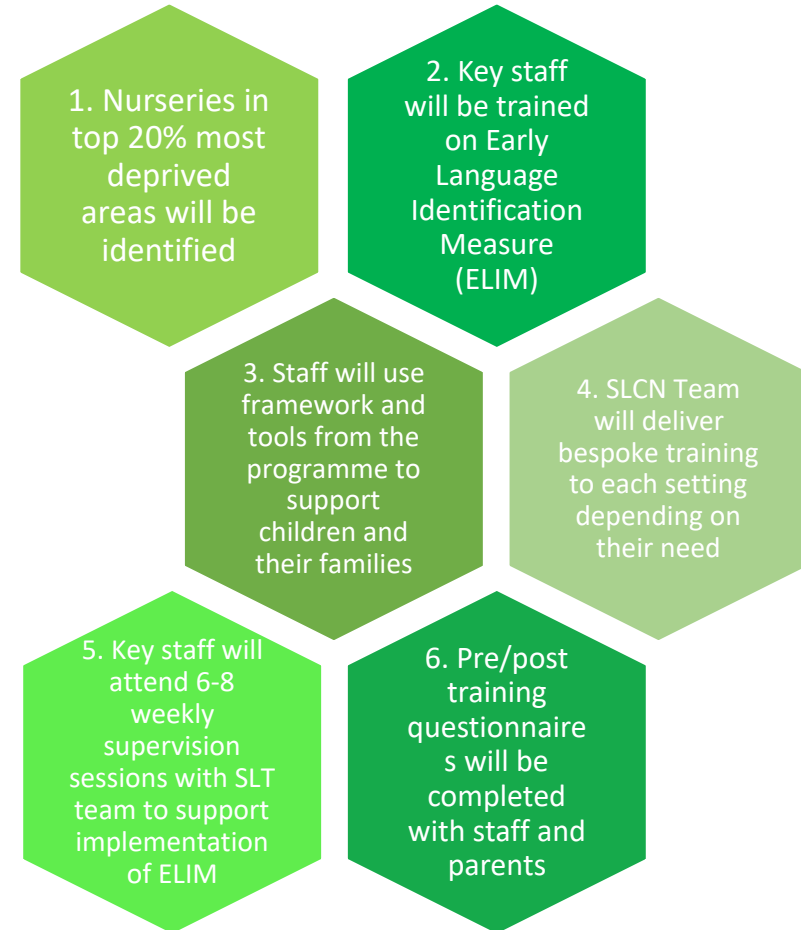 1. Nurseries in
top 20% most
deprived
areas will be
identified
2. Key staff
will be trained
on Early
Language
Identification
Measure
(ELIM)
3. Staff will use
framework and
tools from the
programme to
support
children and
their families
4. SLCN Team
will deliver
bespoke training
to each setting
depending on
their need
5. Key staff will
attend 6-8
weekly
supervision
sessions with SLT
team to support
implementation
of ELIM
6. Pre/post
training
questionnaire
s will be
completed
with staff and
parents